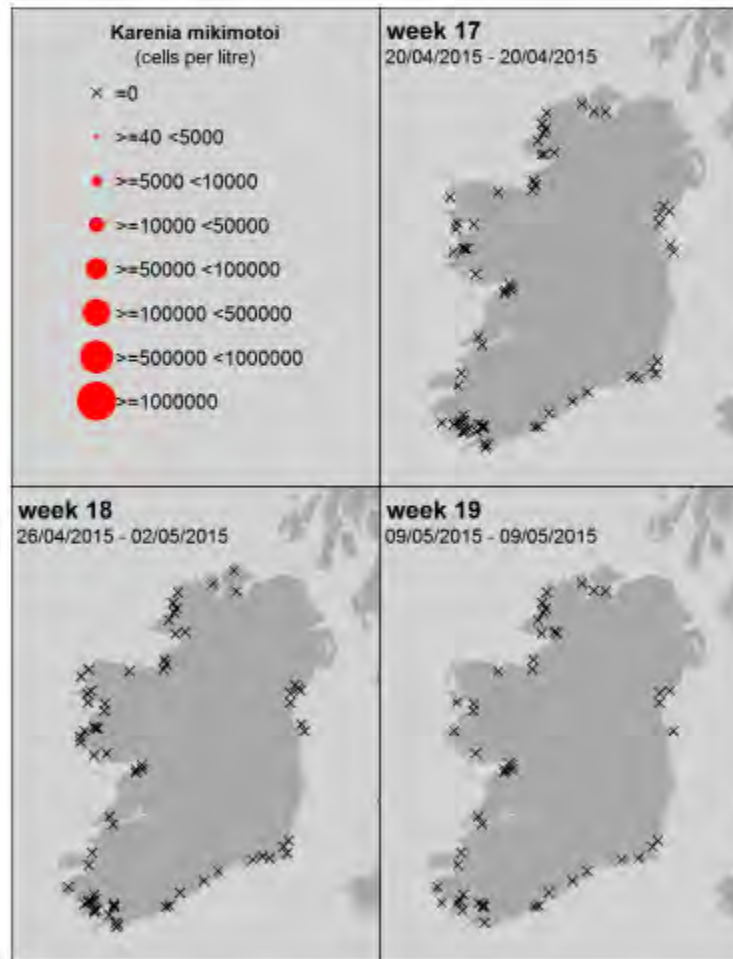 Karenia mikimotoi
(cells per litre)
=0
>=40 <5000
>=5000 <10000
>=10000 <50000
>=50000 <100000
>=100000 <500000
>=500000 <1000000
>=1000000
week 17
20/04/2015 - 20/04/2015
week 18
26/04/2015 - 02/05/2015
week 19
09/05/2015 - 09/05/2015